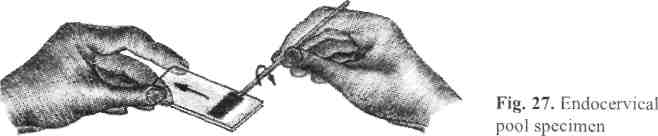 Fig. 27. Endocervical
pool specimen